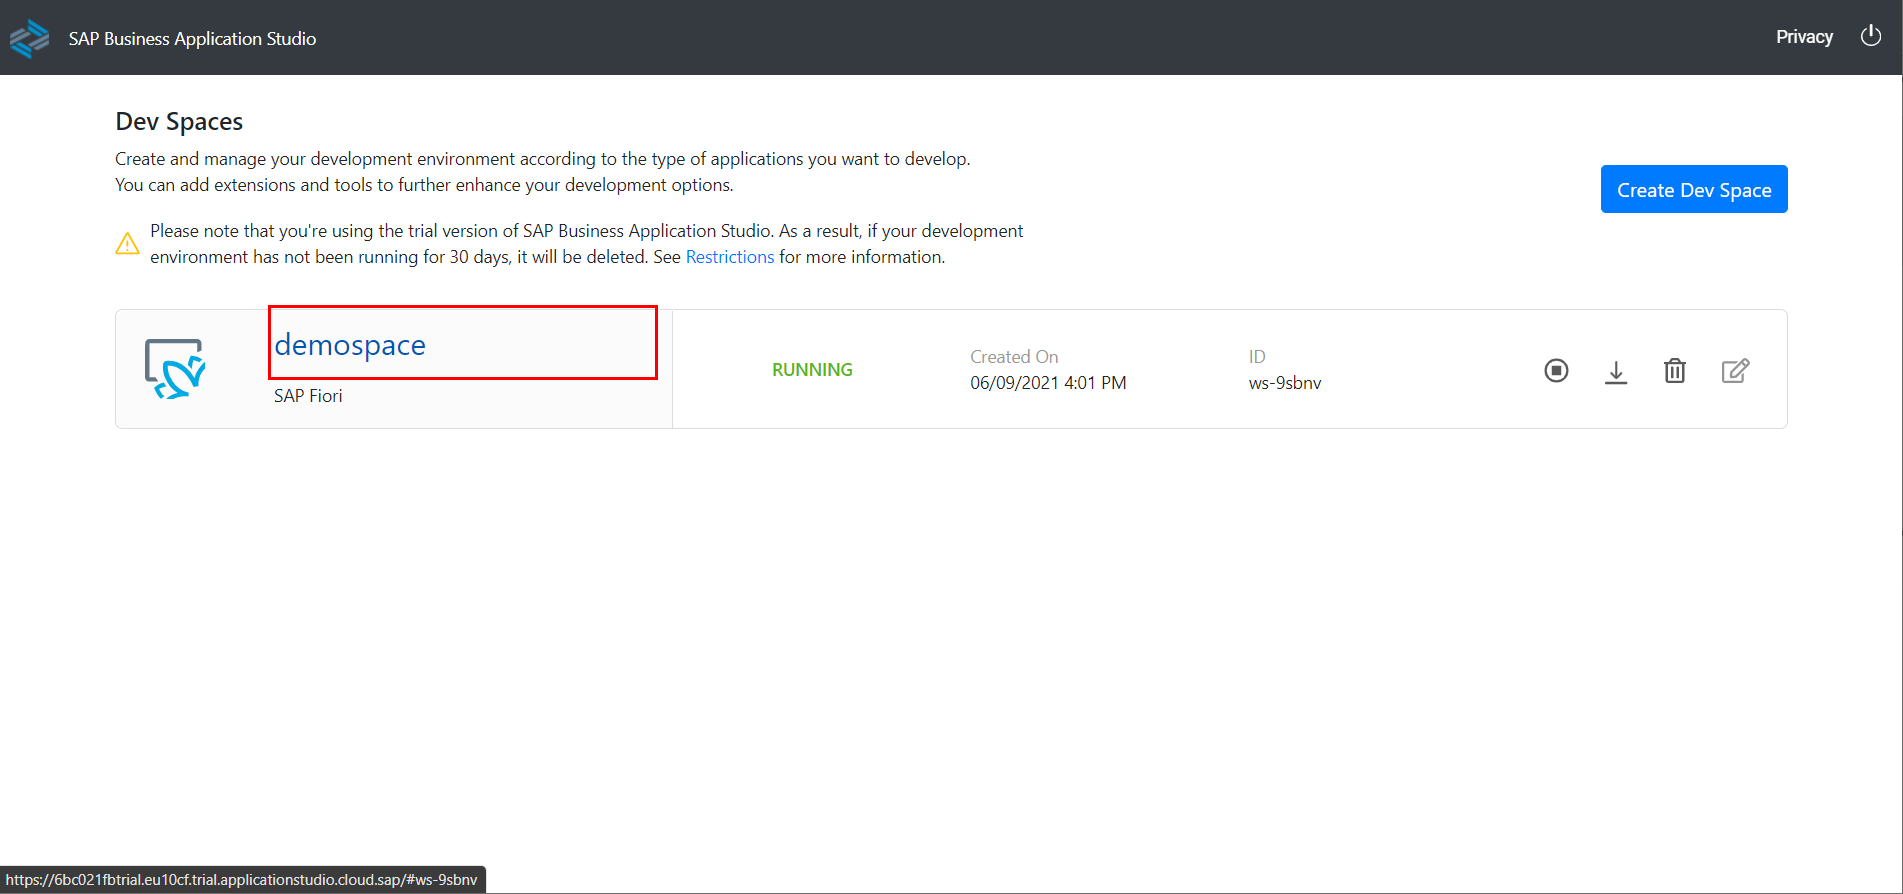 SAP Business Application Studio
Privacy
Dev Spaces
Create and manage your development environment according to the type of applications you want to develop.
You can add extensions and tools to further enhance your development options.
Create Dev Space
Please note that you're using the trial version of SAP Business Application Studio. As a result, if your development
environment has not been running for 30 days, it will be deleted. See Restrictions for more information.
demospace
SAP Fiori
RUNNING
Created On
06/09/2021 4:01 PM
ID
ws-9sbnv
https://6bc021fbtrial.eu10cf.trial.applicationstudio.cloud.sap/#ws-9sbnv